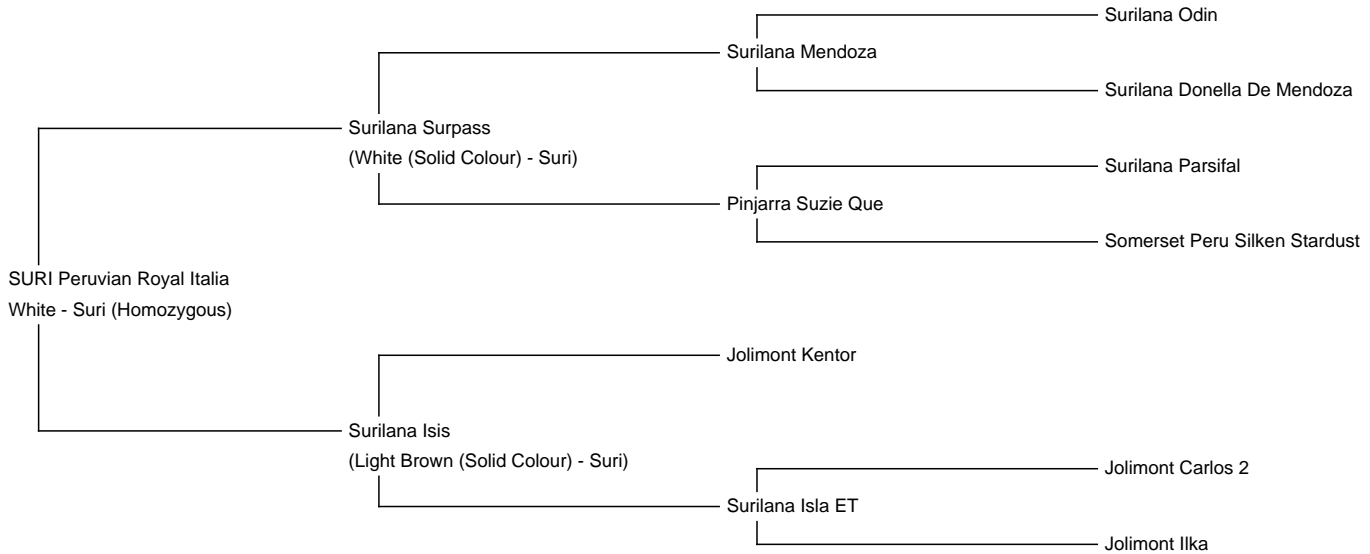 Surilana Odin
Surilana Mendoza
Surilana Donella De Mendoza
Surilana Surpass
(White (Solid Colour) - Suri)
Surilana Parsifal
Pinjarra Suzie Que
Somerset Peru Silken Stardust
SURI Peruvian Royal Italia
White - Suri (Homozygous)
Jolimont Kentor
Surilana Isis
(Light Brown (Solid Colour) - Suri)
Jolimont Carlos 2
Surilana Isla ET
Jolimont Ilka